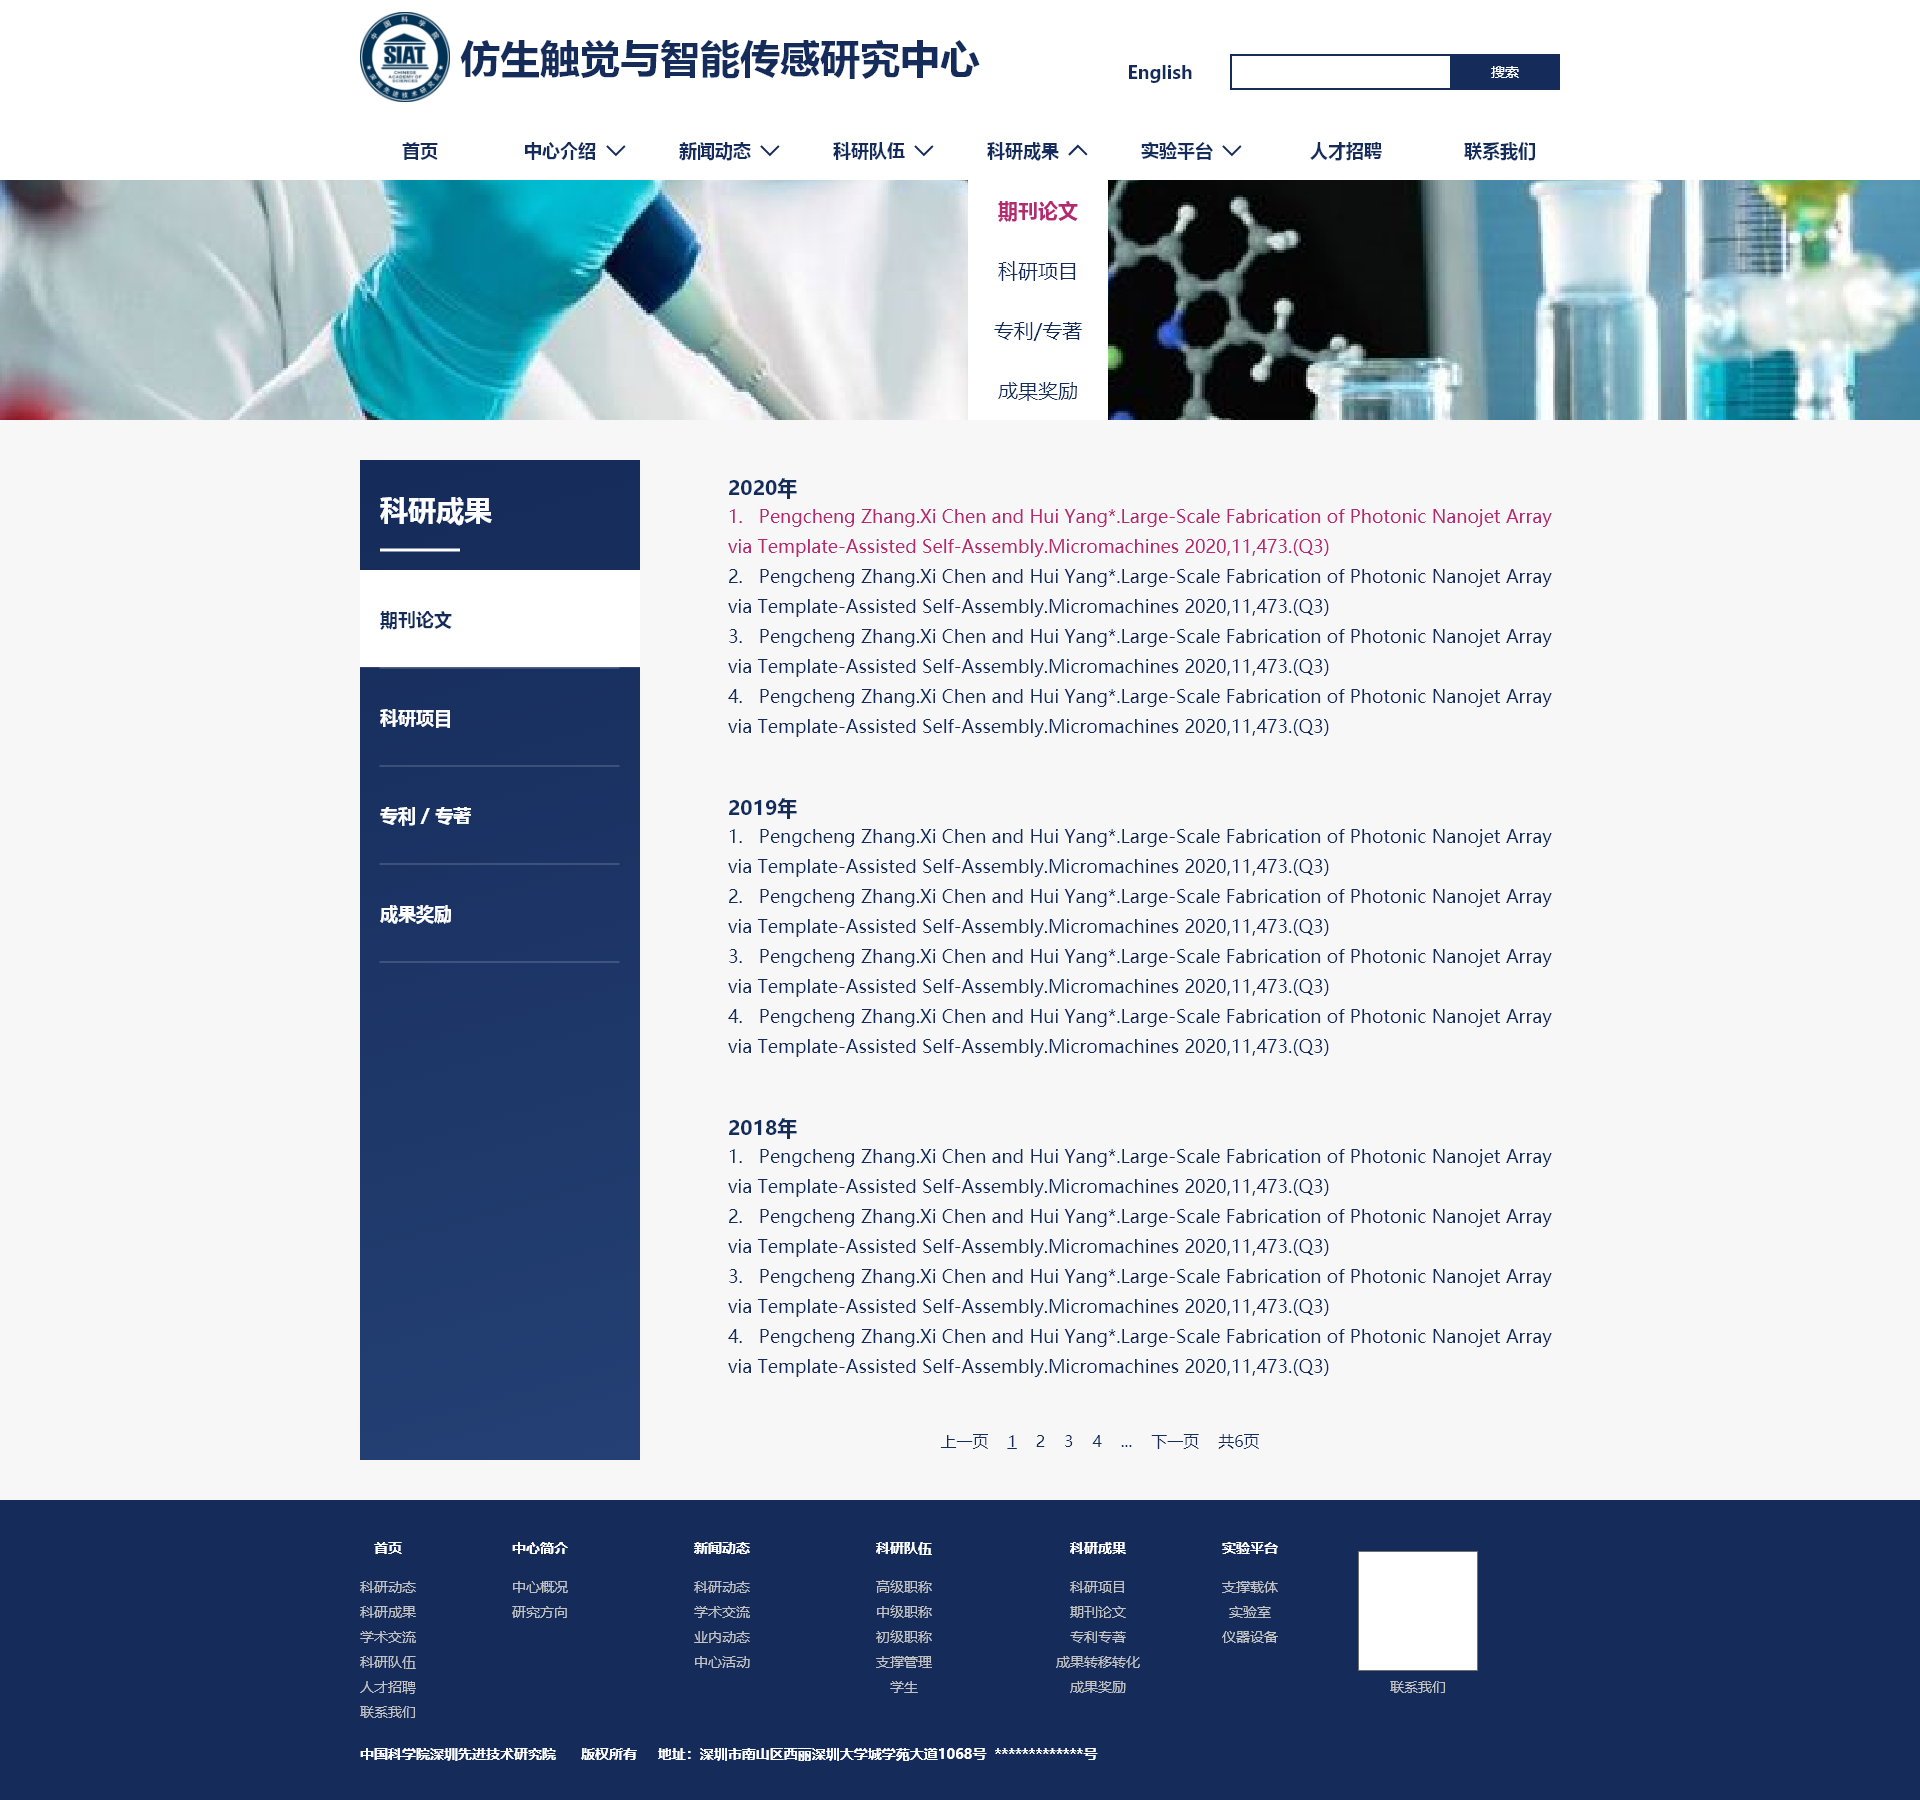 SIAT
CHINESE
ACADEMY OF
SCIENCES
仿生触觉与智能传感研究中心
English
搜索
首页 中心介绍 新闻动态 科研队伍 科研成果 实验平台 人才招聘 联系我们
期刊论文
科研项目
专利/专著
成果奖励
科研成果
期刊论文
科研项目
专利 / 专著
成果奖励
2020年
1. Pengcheng Zhang.Xi Chen and Hui Yang*.Large-Scale Fabrication of Photonic Nanojet Array
via Template-Assisted Self-Assembly.Micromachines 2020,11,473.(Q3)
2. Pengcheng Zhang.Xi Chen and Hui Yang*.Large-Scale Fabrication of Photonic Nanojet Array
via Template-Assisted Self-Assembly.Micromachines 2020,11,473.(Q3)
3. Pengcheng Zhang.Xi Chen and Hui Yang*.Large-Scale Fabrication of Photonic Nanojet Array
via Template-Assisted Self-Assembly.Micromachines 2020,11,473.(Q3)
4. Pengcheng Zhang.Xi Chen and Hui Yang*.Large-Scale Fabrication of Photonic Nanojet Array
via Template-Assisted Self-Assembly.Micromachines 2020,11,473.(Q3)
2019年
1. Pengcheng Zhang.Xi Chen and Hui Yang*.Large-Scale Fabrication of Photonic Nanojet Array
via Template-Assisted Self-Assembly.Micromachines 2020,11,473.(Q3)
2. Pengcheng Zhang.Xi Chen and Hui Yang*.Large-Scale Fabrication of Photonic Nanojet Array
via Template-Assisted Self-Assembly.Micromachines 2020,11,473.(Q3)
3. Pengcheng Zhang.Xi Chen and Hui Yang*.Large-Scale Fabrication of Photonic Nanojet Array
via Template-Assisted Self-Assembly.Micromachines 2020,11,473.(Q3)
4. Pengcheng Zhang.Xi Chen and Hui Yang*.Large-Scale Fabrication of Photonic Nanojet Array
via Template-Assisted Self-Assembly.Micromachines 2020,11,473.(Q3)
2018年
1. Pengcheng Zhang.Xi Chen and Hui Yang*.Large-Scale Fabrication of Photonic Nanojet Array
via Template-Assisted Self-Assembly.Micromachines 2020,11,473.(Q3)
2. Pengcheng Zhang.Xi Chen and Hui Yang*.Large-Scale Fabrication of Photonic Nanojet Array
via Template-Assisted Self-Assembly.Micromachines 2020,11,473.(Q3)
3. Pengcheng Zhang.Xi Chen and Hui Yang*.Large-Scale Fabrication of Photonic Nanojet Array
via Template-Assisted Self-Assembly.Micromachines 2020,11,473.(Q3)
4. Pengcheng Zhang.Xi Chen and Hui Yang*.Large-Scale Fabrication of Photonic Nanojet Array
via Template-Assisted Self-Assembly.Micromachines 2020,11,473.(Q3)
上一页 1 2 3 4 ... 下一页 共6页
首页
科研动态
科研成果
学术交流
科研队伍
人才招聘
联系我们
中心简介
中心概况
研究方向
新闻动态
科研动态
学术交流
业内动态
中心活动
科研队伍
高级职称
中级职称
初级职称
支撑管理
学生
科研成果
科研项目
期刊论文
专利专著
成果转移转化
成果奖励
实验平台
支撑载体
实验室
仪器设备
联系我们
中国科学院深圳先进技术研究院 版权所有 地址：深圳市南山区西丽深圳大学城学苑大道1068号 *************号